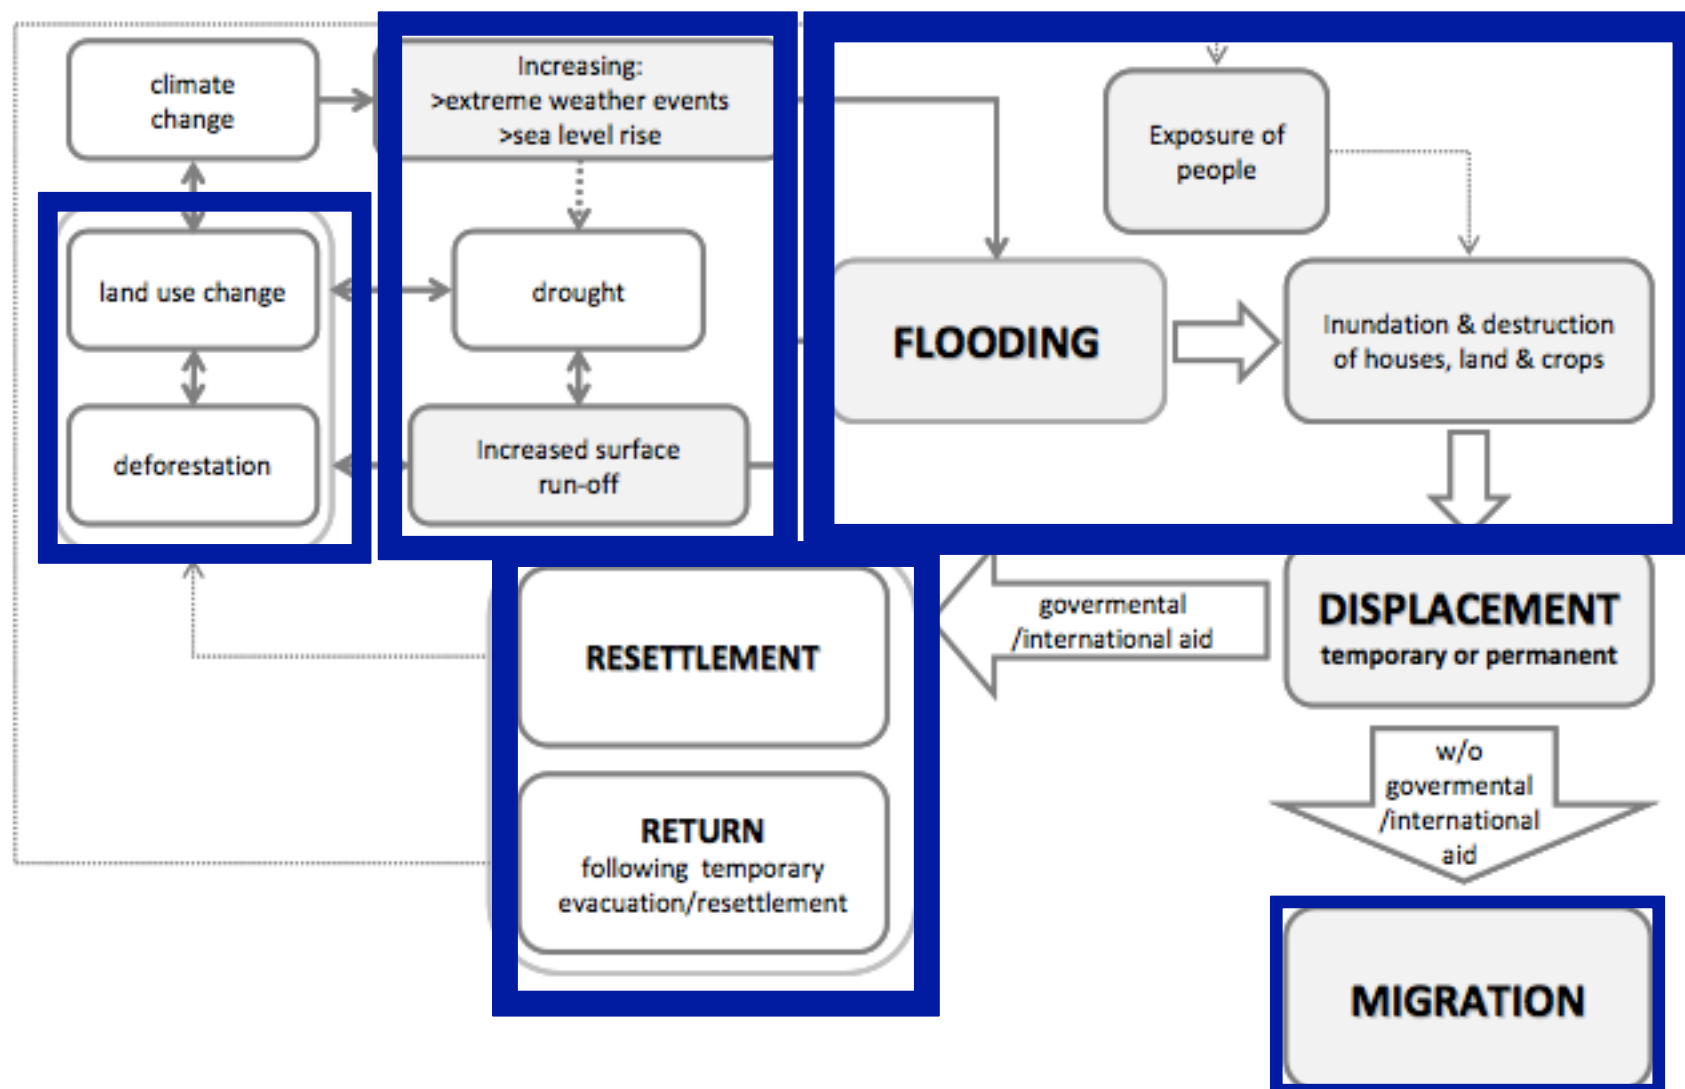 climate
change
Increasing:
>extreme weather events
>sea level rise
Exposure of
people
land use change
drought
FLOODING
Inundation & destruction
of houses, land & crops
deforestation
Increased surface
run-off
RESETTLEMENT
govermental
/international aid
DISPLACEMENT
temporary or permanent
RETURN
following temporary
evacuation/resettlement
w/o
govermental
/international
aid
MIGRATION